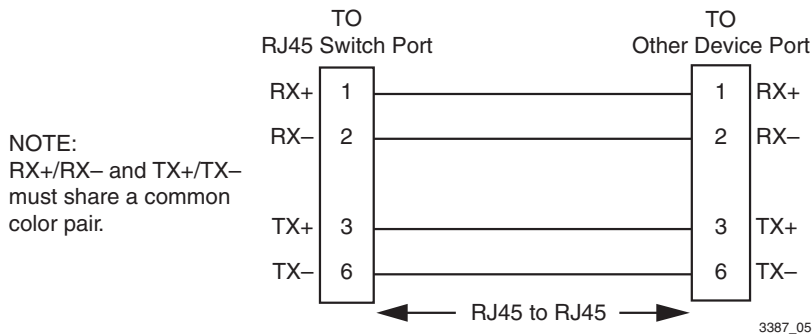 TO
RJ45 Switch Port
TO
Other Device Port
RX+ 1 1 RX+
RX– 2 2 RX–
NOTE:
RX+/RX– and TX+/TX–
must share a common
color pair.
TX+ 3 3 TX+
TX– 6 6 TX–
RJ45 to RJ45
3387_05